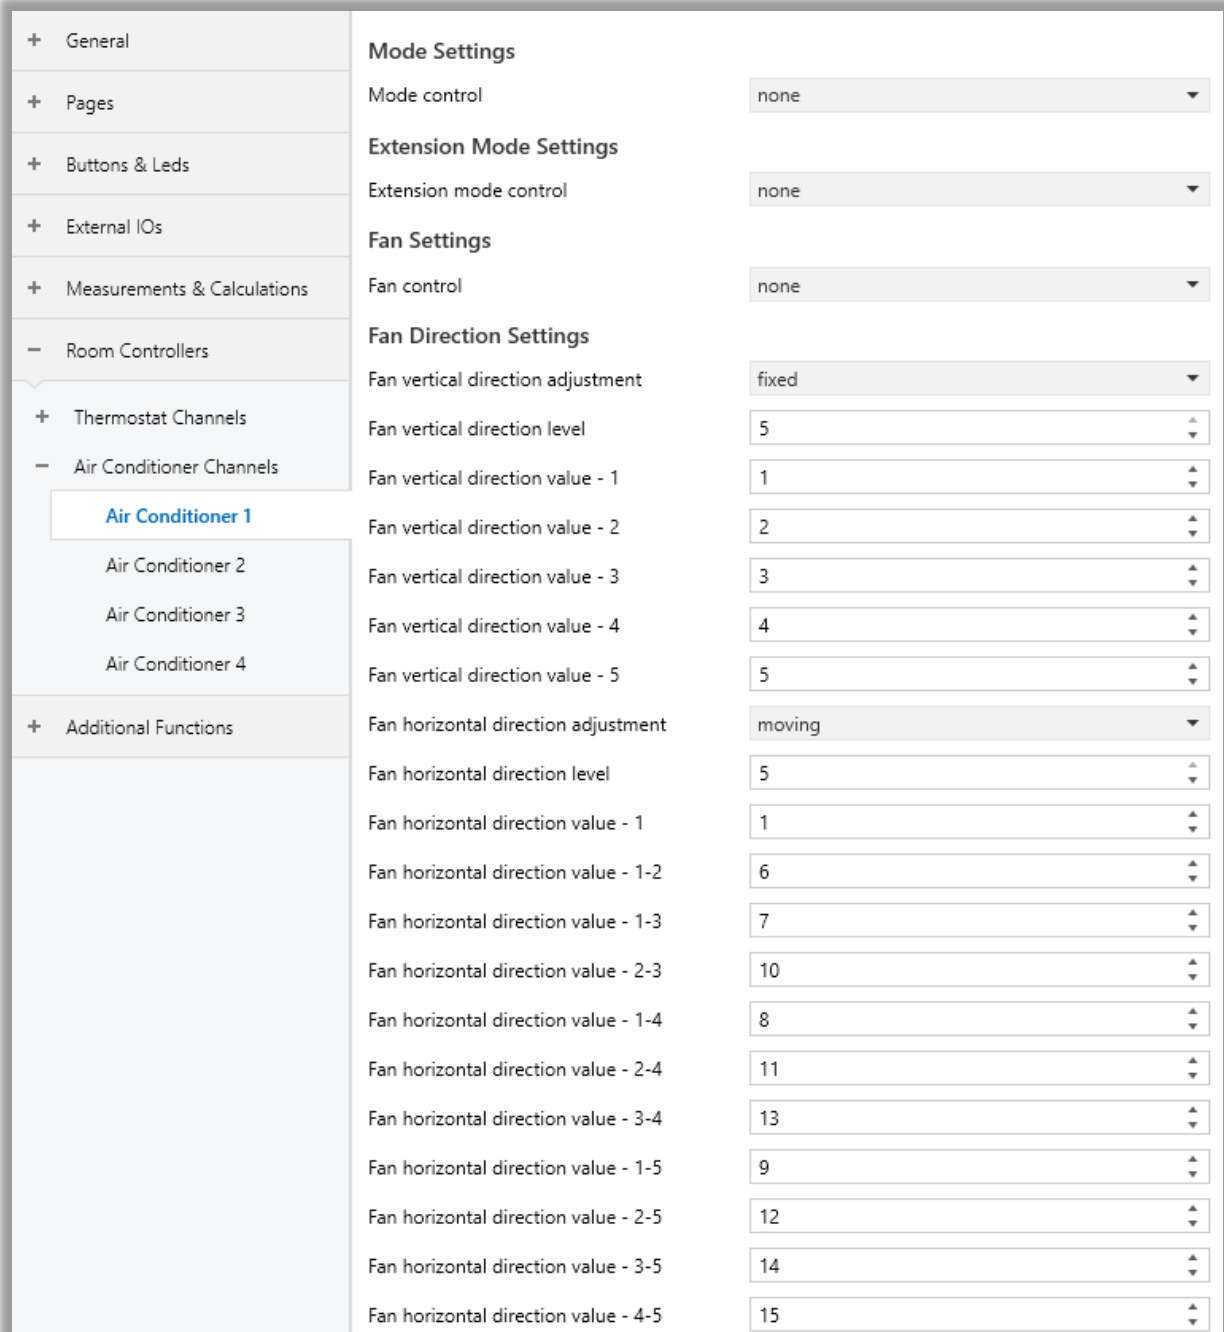 General
Pages
Buttons & Leds
External IOs
Measurements & Calculations
Room Controllers
Thermostat Channels
Air Conditioner Channels
Air Conditioner 1
Air Conditioner 2
Air Conditioner 3
Air Conditioner 4
Additional Functions
Mode Settings
Mode control none
Extension Mode Settings
Extension mode control none
Fan Settings
Fan control none
Fan Direction Settings
Fan vertical direction adjustment fixed
Fan vertical direction level 5
Fan vertical direction value - 1 1
Fan vertical direction value - 2 2
Fan vertical direction value - 3 3
Fan vertical direction value - 4 4
Fan vertical direction value - 5 5
Fan horizontal direction adjustment moving
Fan horizontal direction level 5
Fan horizontal direction value - 1 1
Fan horizontal direction value - 1-2 6
Fan horizontal direction value - 1-3 7
Fan horizontal direction value - 2-3 10
Fan horizontal direction value - 1-4 8
Fan horizontal direction value - 2-4 11
Fan horizontal direction value - 3-4 13
Fan horizontal direction value - 1-5 9
Fan horizontal direction value - 2-5 12
Fan horizontal direction value - 3-5 14
Fan horizontal direction value - 4-5 15